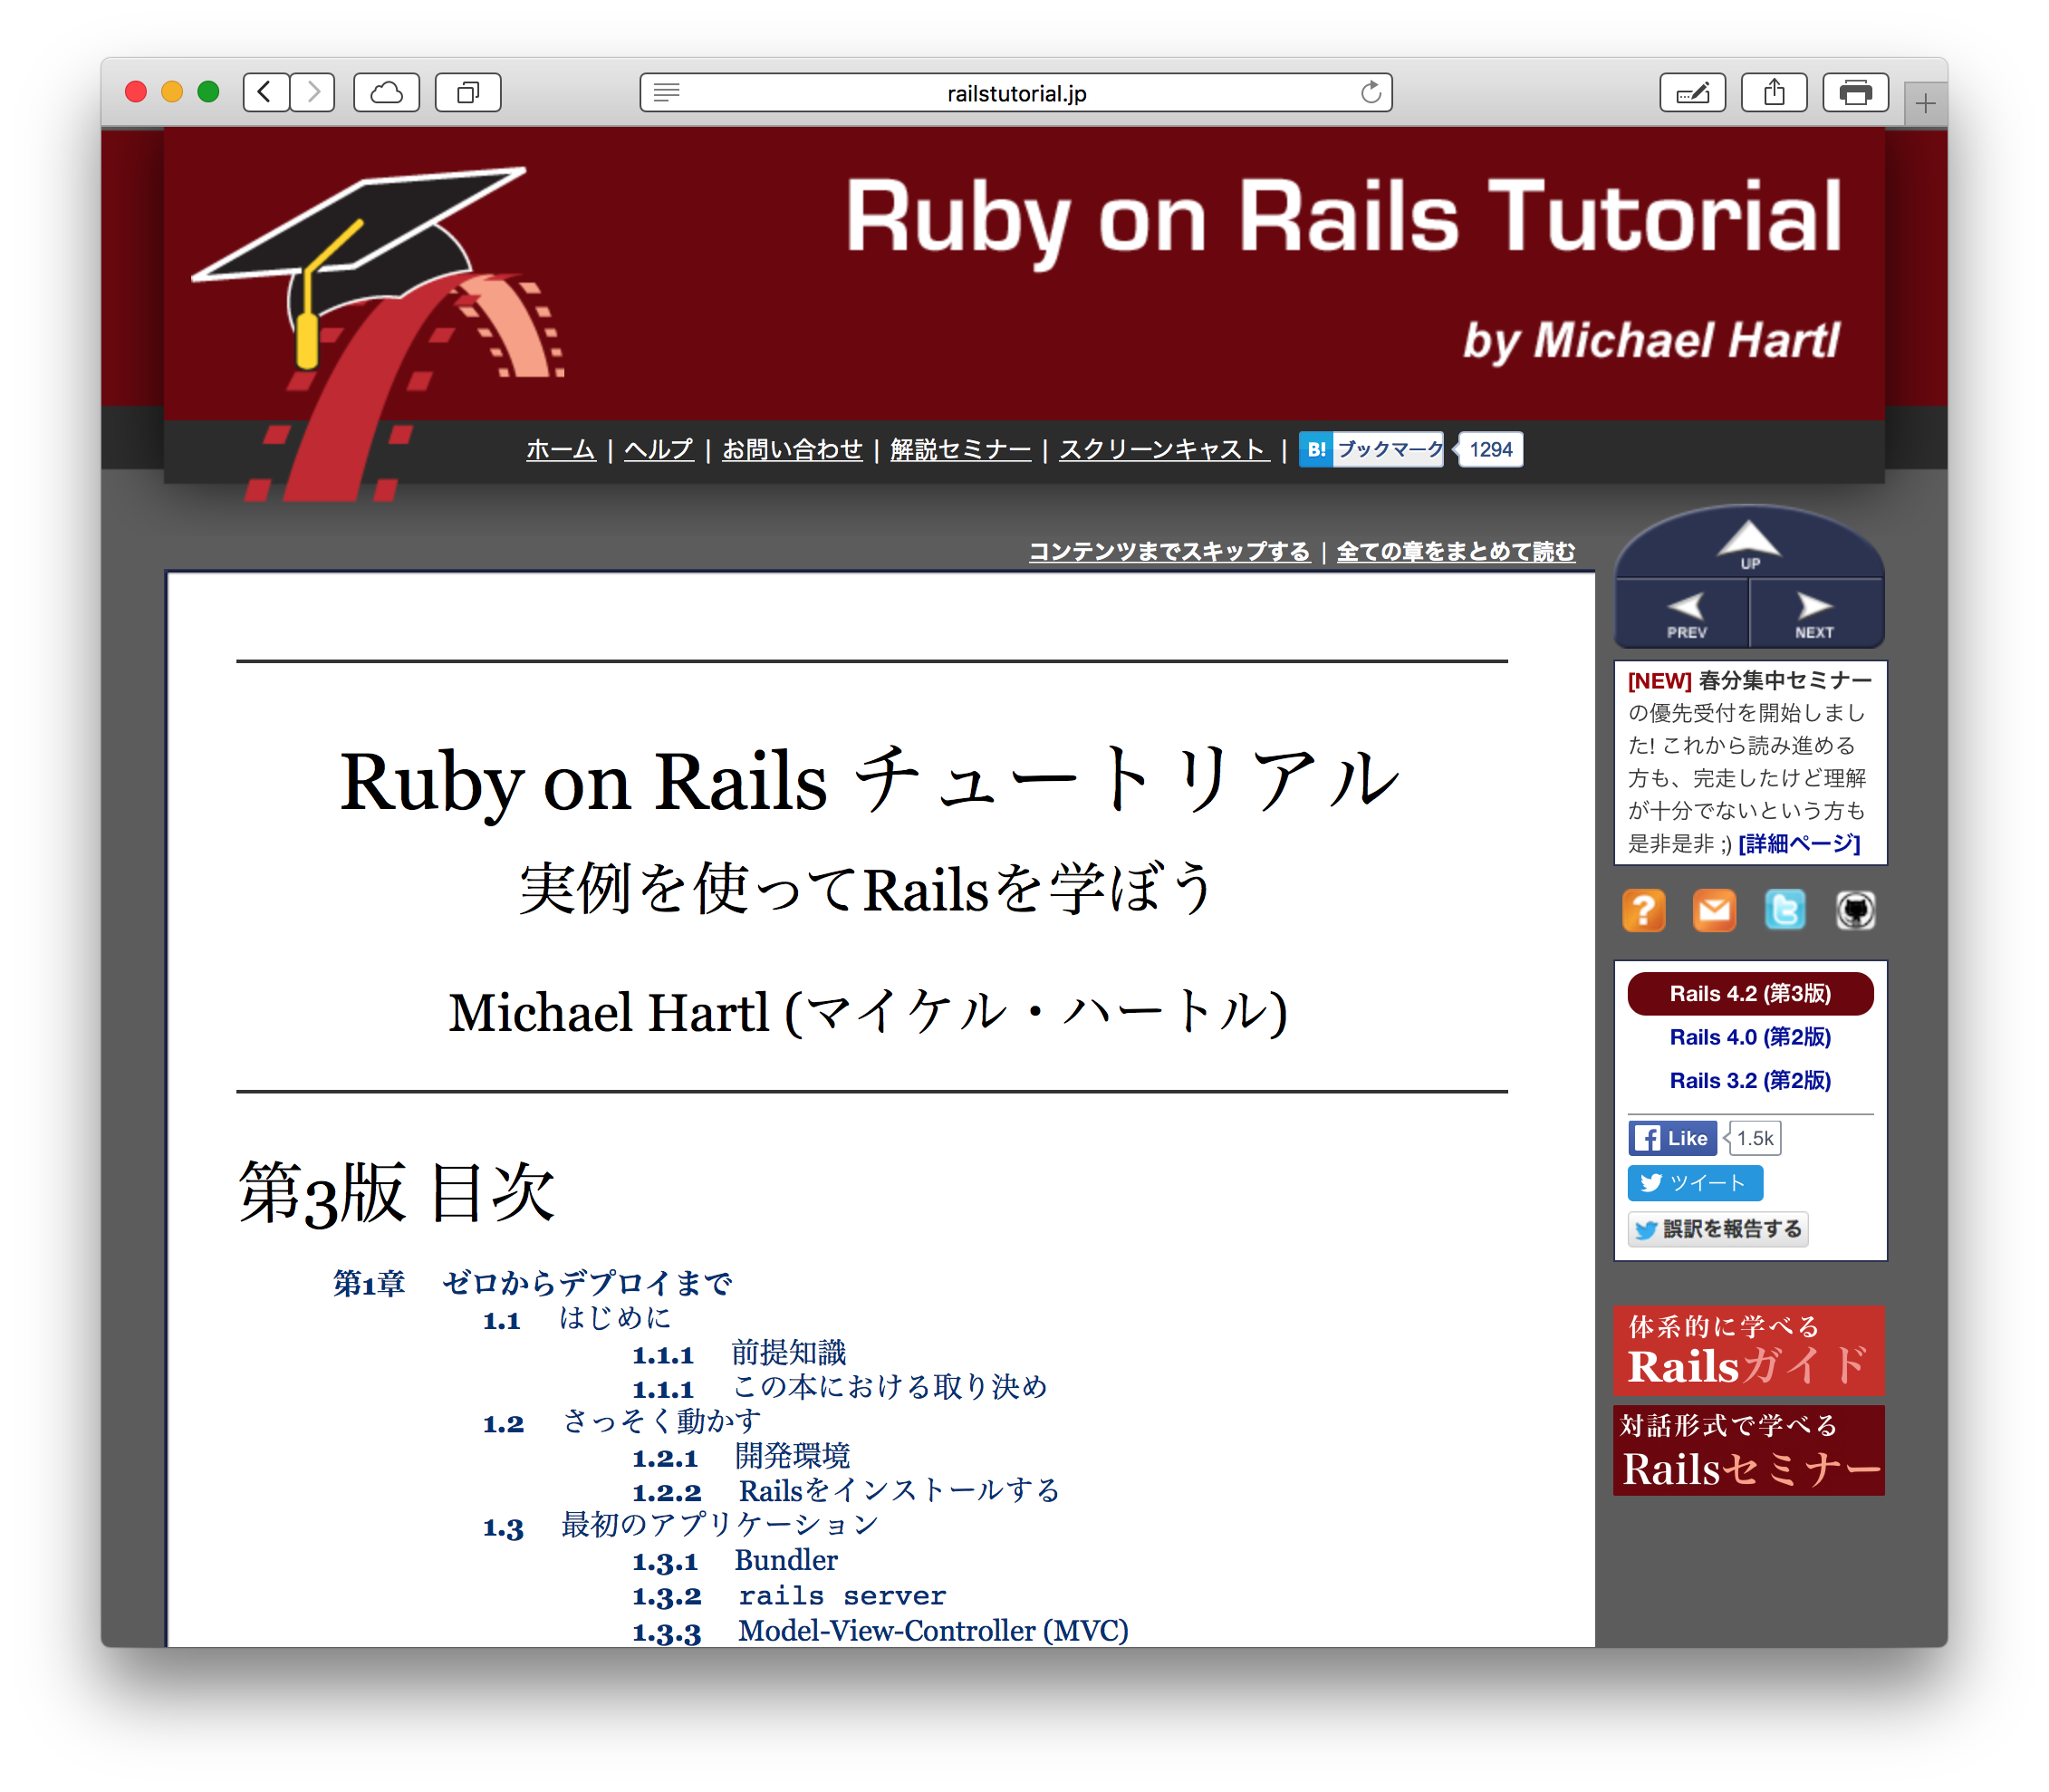 railstutorial.jp
Ruby on Rails Tutorial
by Michael Hartl
ホーム | ヘルプ | お問い合わせ | 解説セミナー | スクリーンキャスト | B! ブックマーク 1294
コンテンツまでスキップする | 全ての章をまとめて読む
UP
PREV NEXT
Ruby on Rails チュートリアル
実例を使ってRailsを学ぼう
Michael Hartl (マイケル・ハートル)
第3版 目次
第1章 ゼロからデプロイまで
1.1 はじめに
1.1.1 前提知識
1.1.1 この本における取り決め
1.2 さっそく動かす
1.2.1 開発環境
1.2.2 Railsをインストールする
1.3 最初のアプリケーション
1.3.1 Bundler
1.3.2 rails server
1.3.3 Model-View-Controller (MVC)
[NEW] 春分集中セミナー
の優先受付を開始しまし
た! これから読み進める
方も、完走したけど理解
が十分でないという方も
是非是非 ;) [詳細ページ]
?
Rails 4.2 (第3版)
Rails 4.0 (第2版)
Rails 3.2 (第2版)
Like 1.5k
ツイート
誤訳を報告する
体系的に学べる
Railsガイド
対話形式で学べる
Railsセミナー